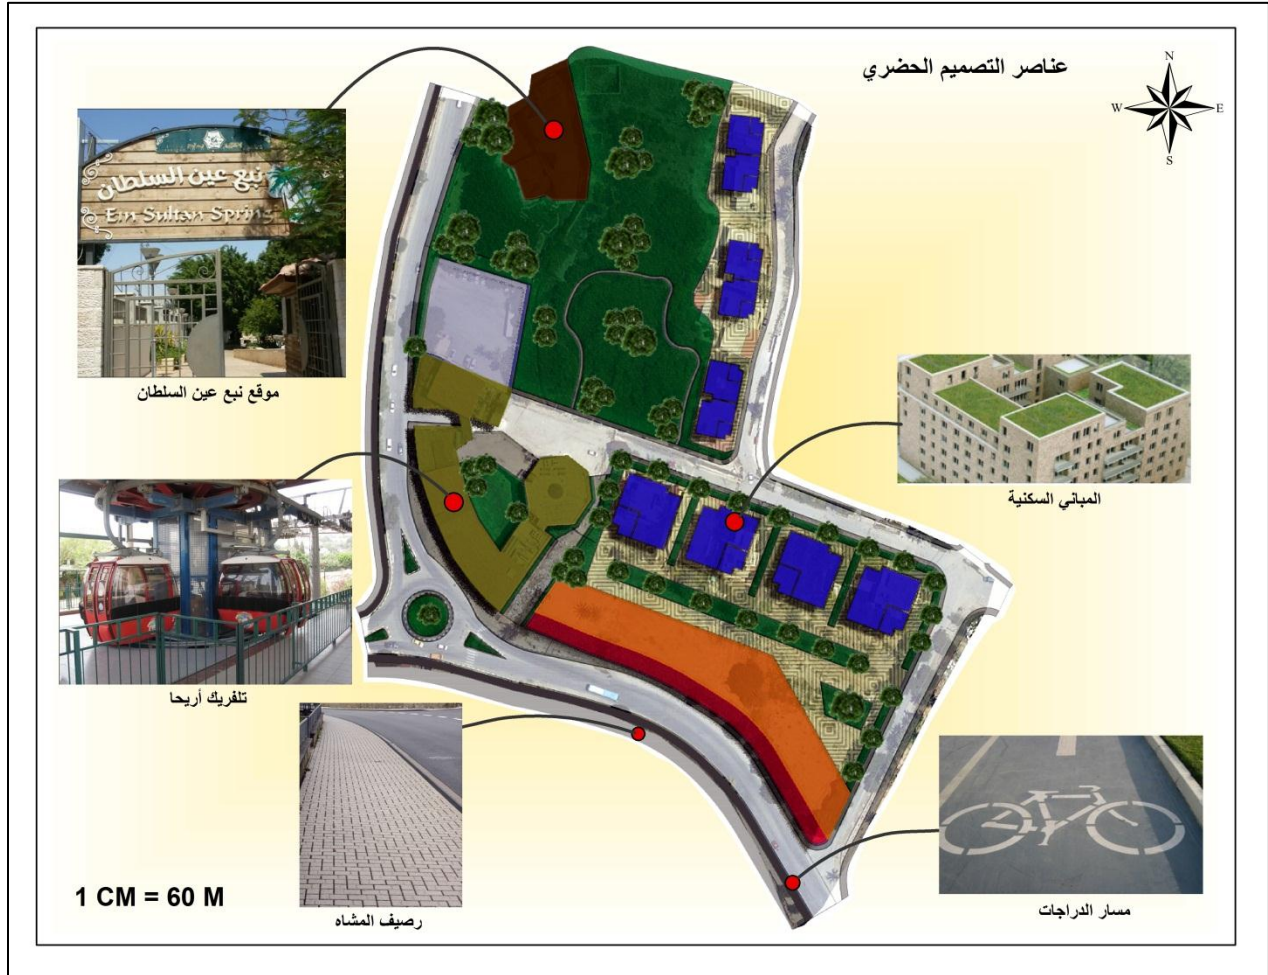 عناصر التصميم الحضري
N
W
E
S
نبع عين السلطان
Ein Sultan Spring
موقع نبع عين السلطان
المباني السكنية
تلفريك أريحا
مسار الدراجات
رصيف المشاه
1 CM = 60 M